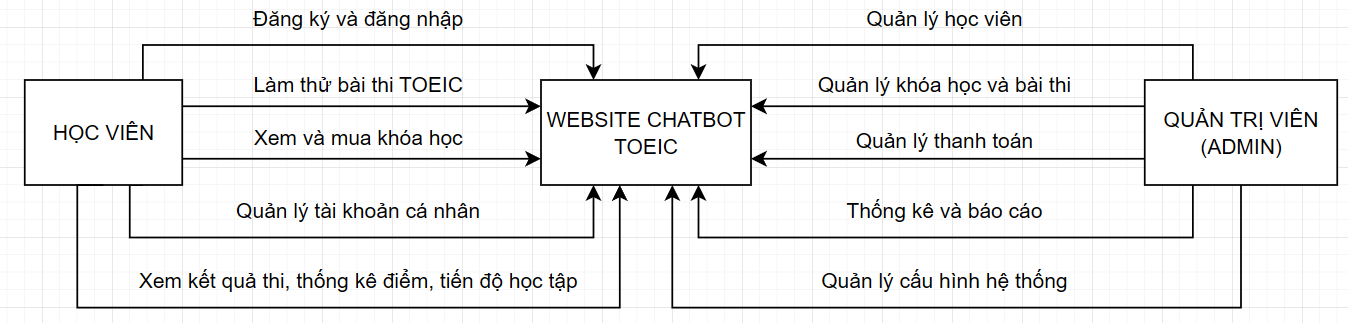 Đăng ký và đăng nhập
Quản lý học viên
Làm thử bài thi TOEIC
Quản lý khóa học và bài thi
HỌC VIÊN
WEBSITE CHATBOT
TOEIC
QUẢN TRỊ VIÊN
(ADMIN)
Xem và mua khóa học
Quản lý thanh toán
Quản lý tài khoản cá nhân
Thống kê và báo cáo
Xem kết quả thi, thống kê điểm, tiến độ học tập
Quản lý cấu hình hệ thống